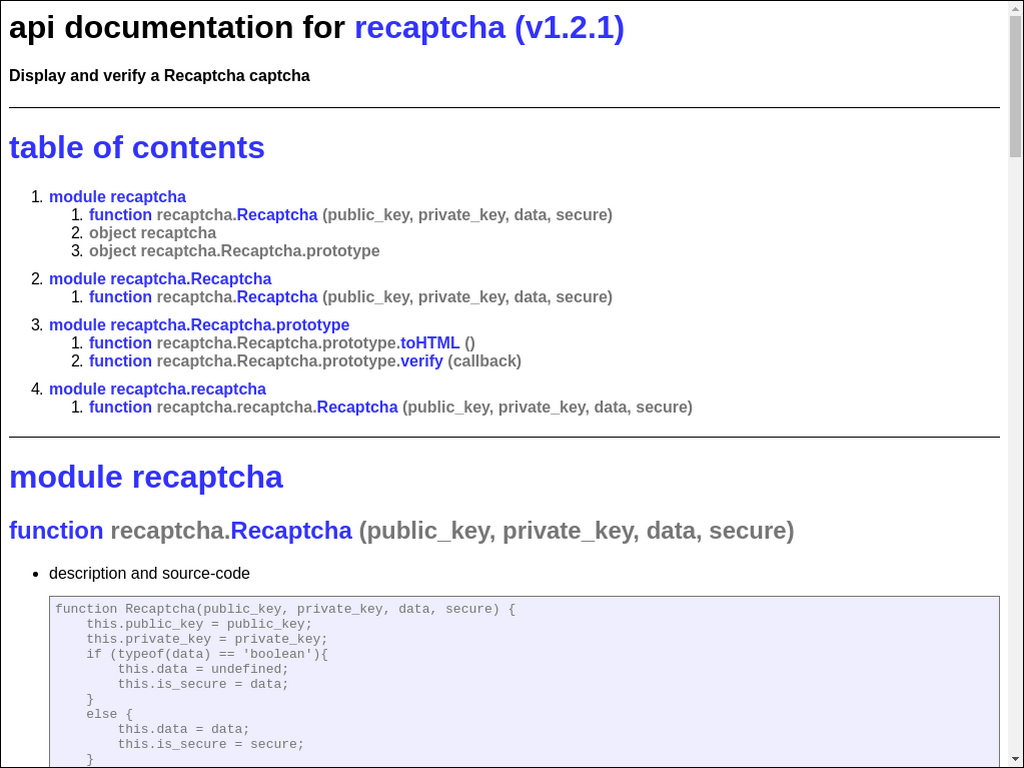 api documentation for recaptcha (v1.2.1)
Display and verify a Recaptcha captcha
table of contents
1. module recaptcha
1. function recaptcha.Recaptcha (public_key, private_key, data, secure)
2. object recaptcha
3. object recaptcha.Recaptcha.prototype
2. module recaptcha.Recaptcha
1. function recaptcha.Recaptcha (public_key, private_key, data, secure)
3. module recaptcha.Recaptcha.prototype
1. function recaptcha.Recaptcha.prototype.toHTML ()
2. function recaptcha.Recaptcha.prototype.verify (callback)
4. module recaptcha.recaptcha
1. function recaptcha.recaptcha.Recaptcha (public_key, private_key, data, secure)
module recaptcha
function recaptcha.Recaptcha (public_key, private_key, data, secure)
• description and source-code
function Recaptcha(public_key, private_key, data, secure) {
    this.public_key = public_key;
    this.private_key = private_key;
    if (typeof(data) == 'boolean'){
        this.data = undefined;
        this.is_secure = data;
    }
    else {
        this.data = data;
        this.is_secure = secure;
    }